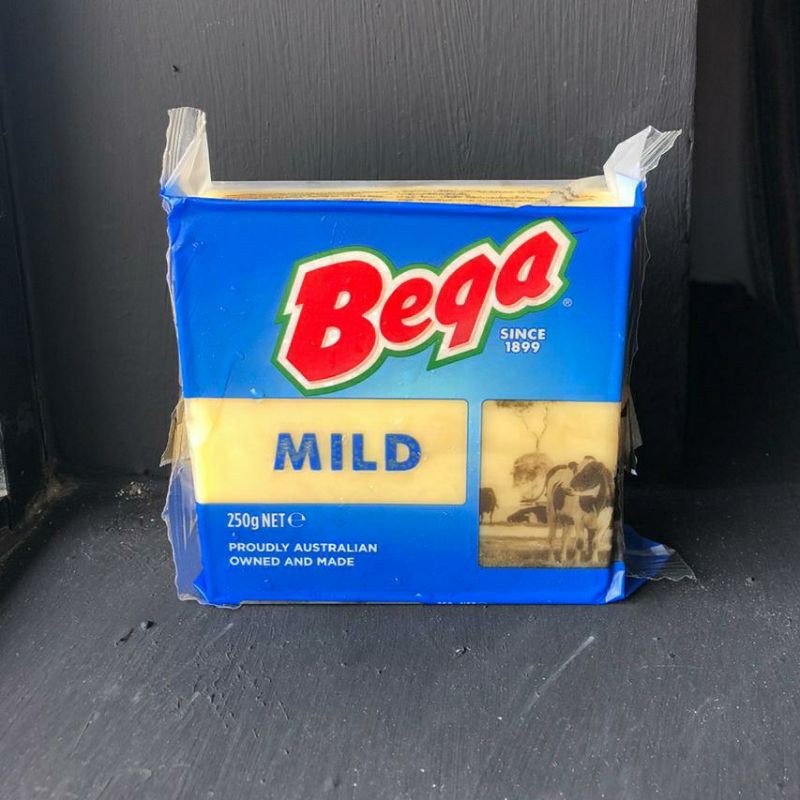 Bega
®
SINCE
1899
MILD
250g NET ℮
PROUDLY AUSTRALIAN
OWNED AND MADE